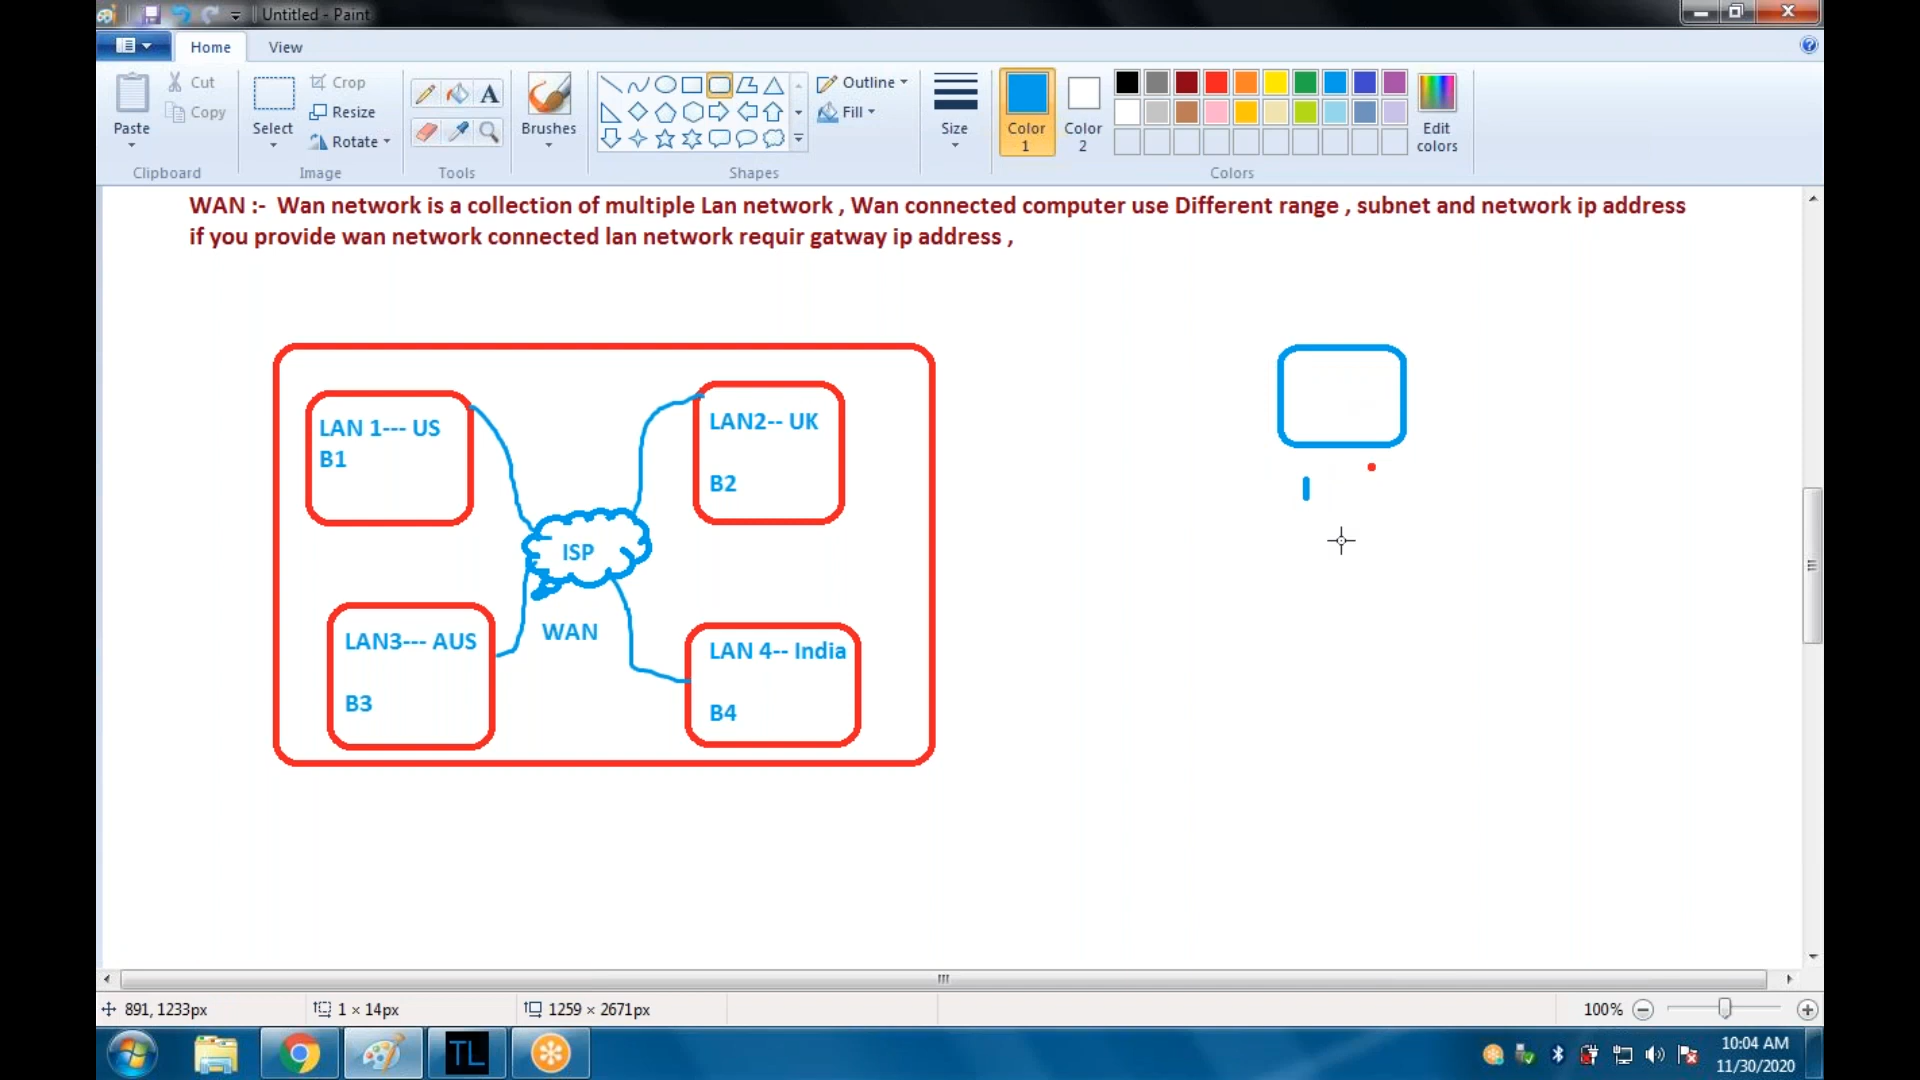 Untitled - Paint
Home
View
Paste
Cut
Copy
Clipboard
Select
Crop
Resize
Rotate
Image
A
Tools
Brushes
Shapes
Outline
Fill
Size
Color 1
Color 2
Edit colors
Colors
WAN :-  Wan network is a collection of multiple Lan network , Wan connected computer use Different range , subnet and network ip address
if you provide wan network connected lan network requir gatway ip address ,
LAN 1--- US
B1
LAN2-- UK
B2
ISP
WAN
LAN3--- AUS
B3
LAN 4-- India
B4
891, 1233px
1 × 14px
1259 × 2671px
100%
TL
10:04 AM
11/30/2020